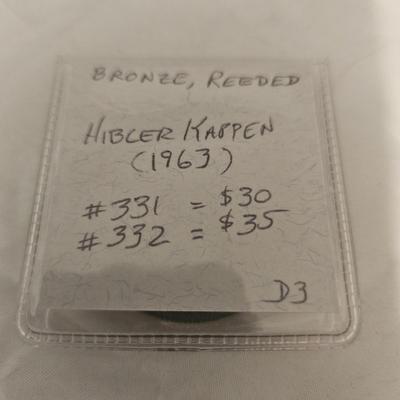 BRONZE, REEDED
HIBLER KAPPEN
(1963)
#331 = $30
#332 = $35
D3